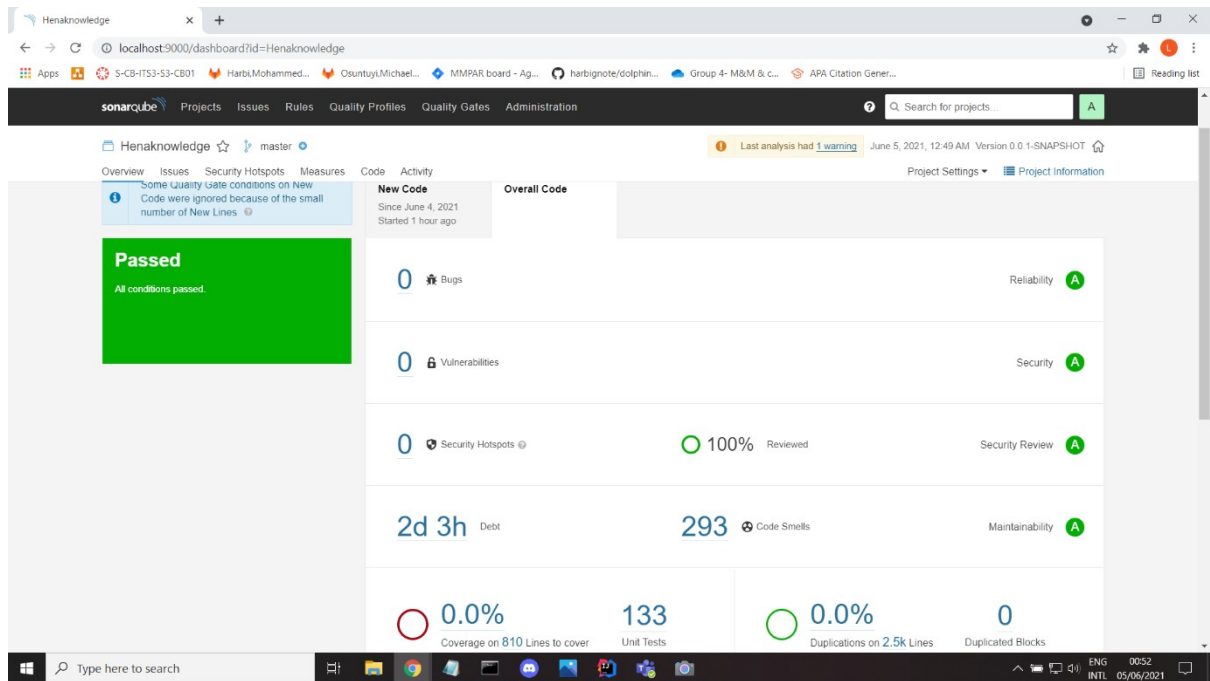 Henaknowledge
localhost:9000/dashboard?id=Henaknowledge
L
Apps S-CB-ITS3-S3-CB01 Harbi,Mohammed... Osuntuyi,Michael... MMPAR board - Ag... harbignote/dolphin... Group 4- M&M & c... APA Citation Gener... Reading list
sonarqube Projects Issues Rules Quality Profiles Quality Gates Administration Search for projects... A
Henaknowledge master Last analysis had 1 warning June 5, 2021, 12:49 AM Version 0.0.1-SNAPSHOT
Overview Issues Security Hotspots Measures Code Activity Project Settings Project Information
Some Quality Gate conditions on New
Code were ignored because of the small
number of New Lines
New Code Overall Code
Since June 4, 2021
Started 1 hour ago
Passed
All conditions passed.
0 Bugs Reliability A
0 Vulnerabilities Security A
0 Security Hotspots 100% Reviewed Security Review A
2d 3h Debt 293 Code Smells Maintainability A
0.0% 133 0.0% 0
Coverage on 810 Lines to cover Unit Tests Duplications on 2.5k Lines Duplicated Blocks
Type here to search ENG 00:52
INTL 05/06/2021